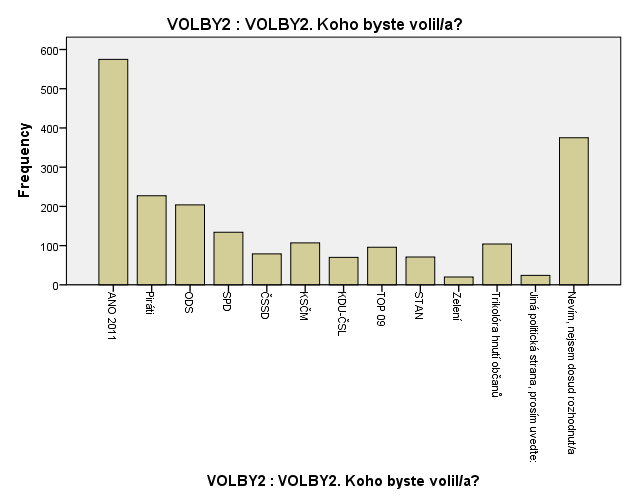 VOLBY2 : VOLBY2. Koho byste volil/a?
Frequency
600
500
400
300
200
100
0
ANO 2011
Piráti
ODS
SPD
ČSSD
KSČM
KDU-ČSL
TOP 09
STAN
Zelení
Trikolóra hnutí občanů
Jiná politická strana, prosím uveďte:
Nevím, nejsem dosud rozhodnut/a
VOLBY2 : VOLBY2. Koho byste volil/a?